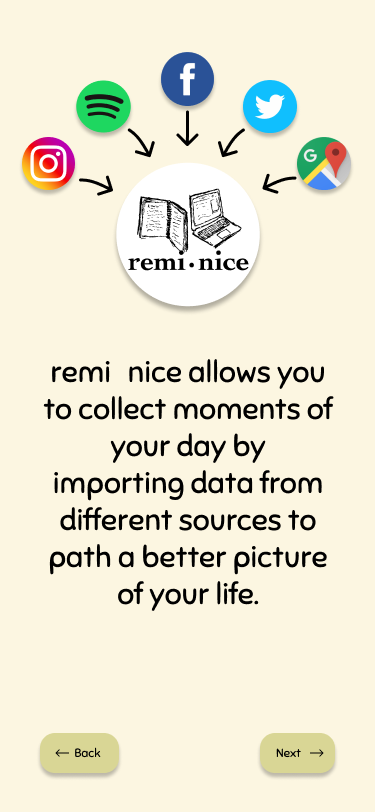 remi·nice
remi nice allows you
to collect moments of
your day by
importing data from
different sources to
path a better picture
of your life.
← Back
Next →